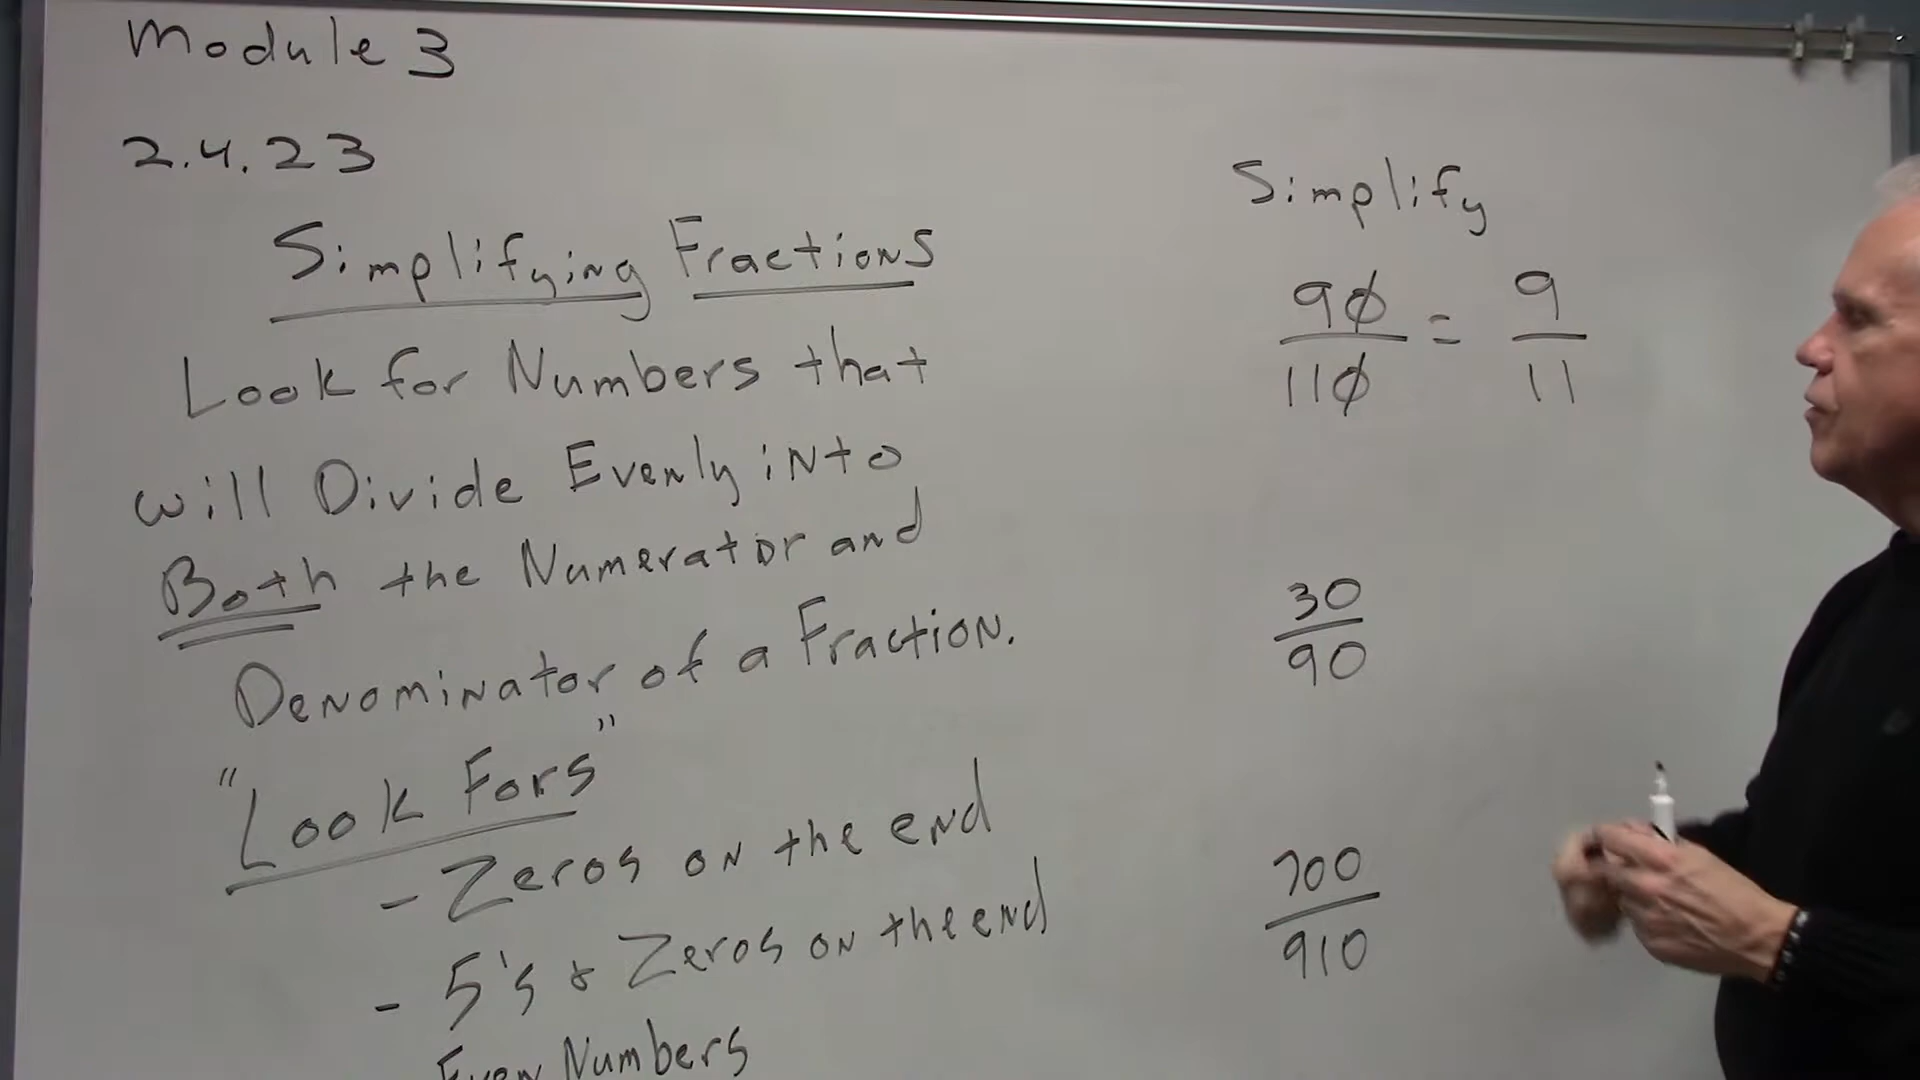 Module 3
2.4.23
Simplifying Fractions
Look for Numbers that
will Divide Evenly into
Both the Numerator and
Denominator of a Fraction.
"Look Fors"
- Zeros on the end
- 5's & Zeros on the end
Even Numbers
Simplify
90/110 = 9/11
30/90
700/910